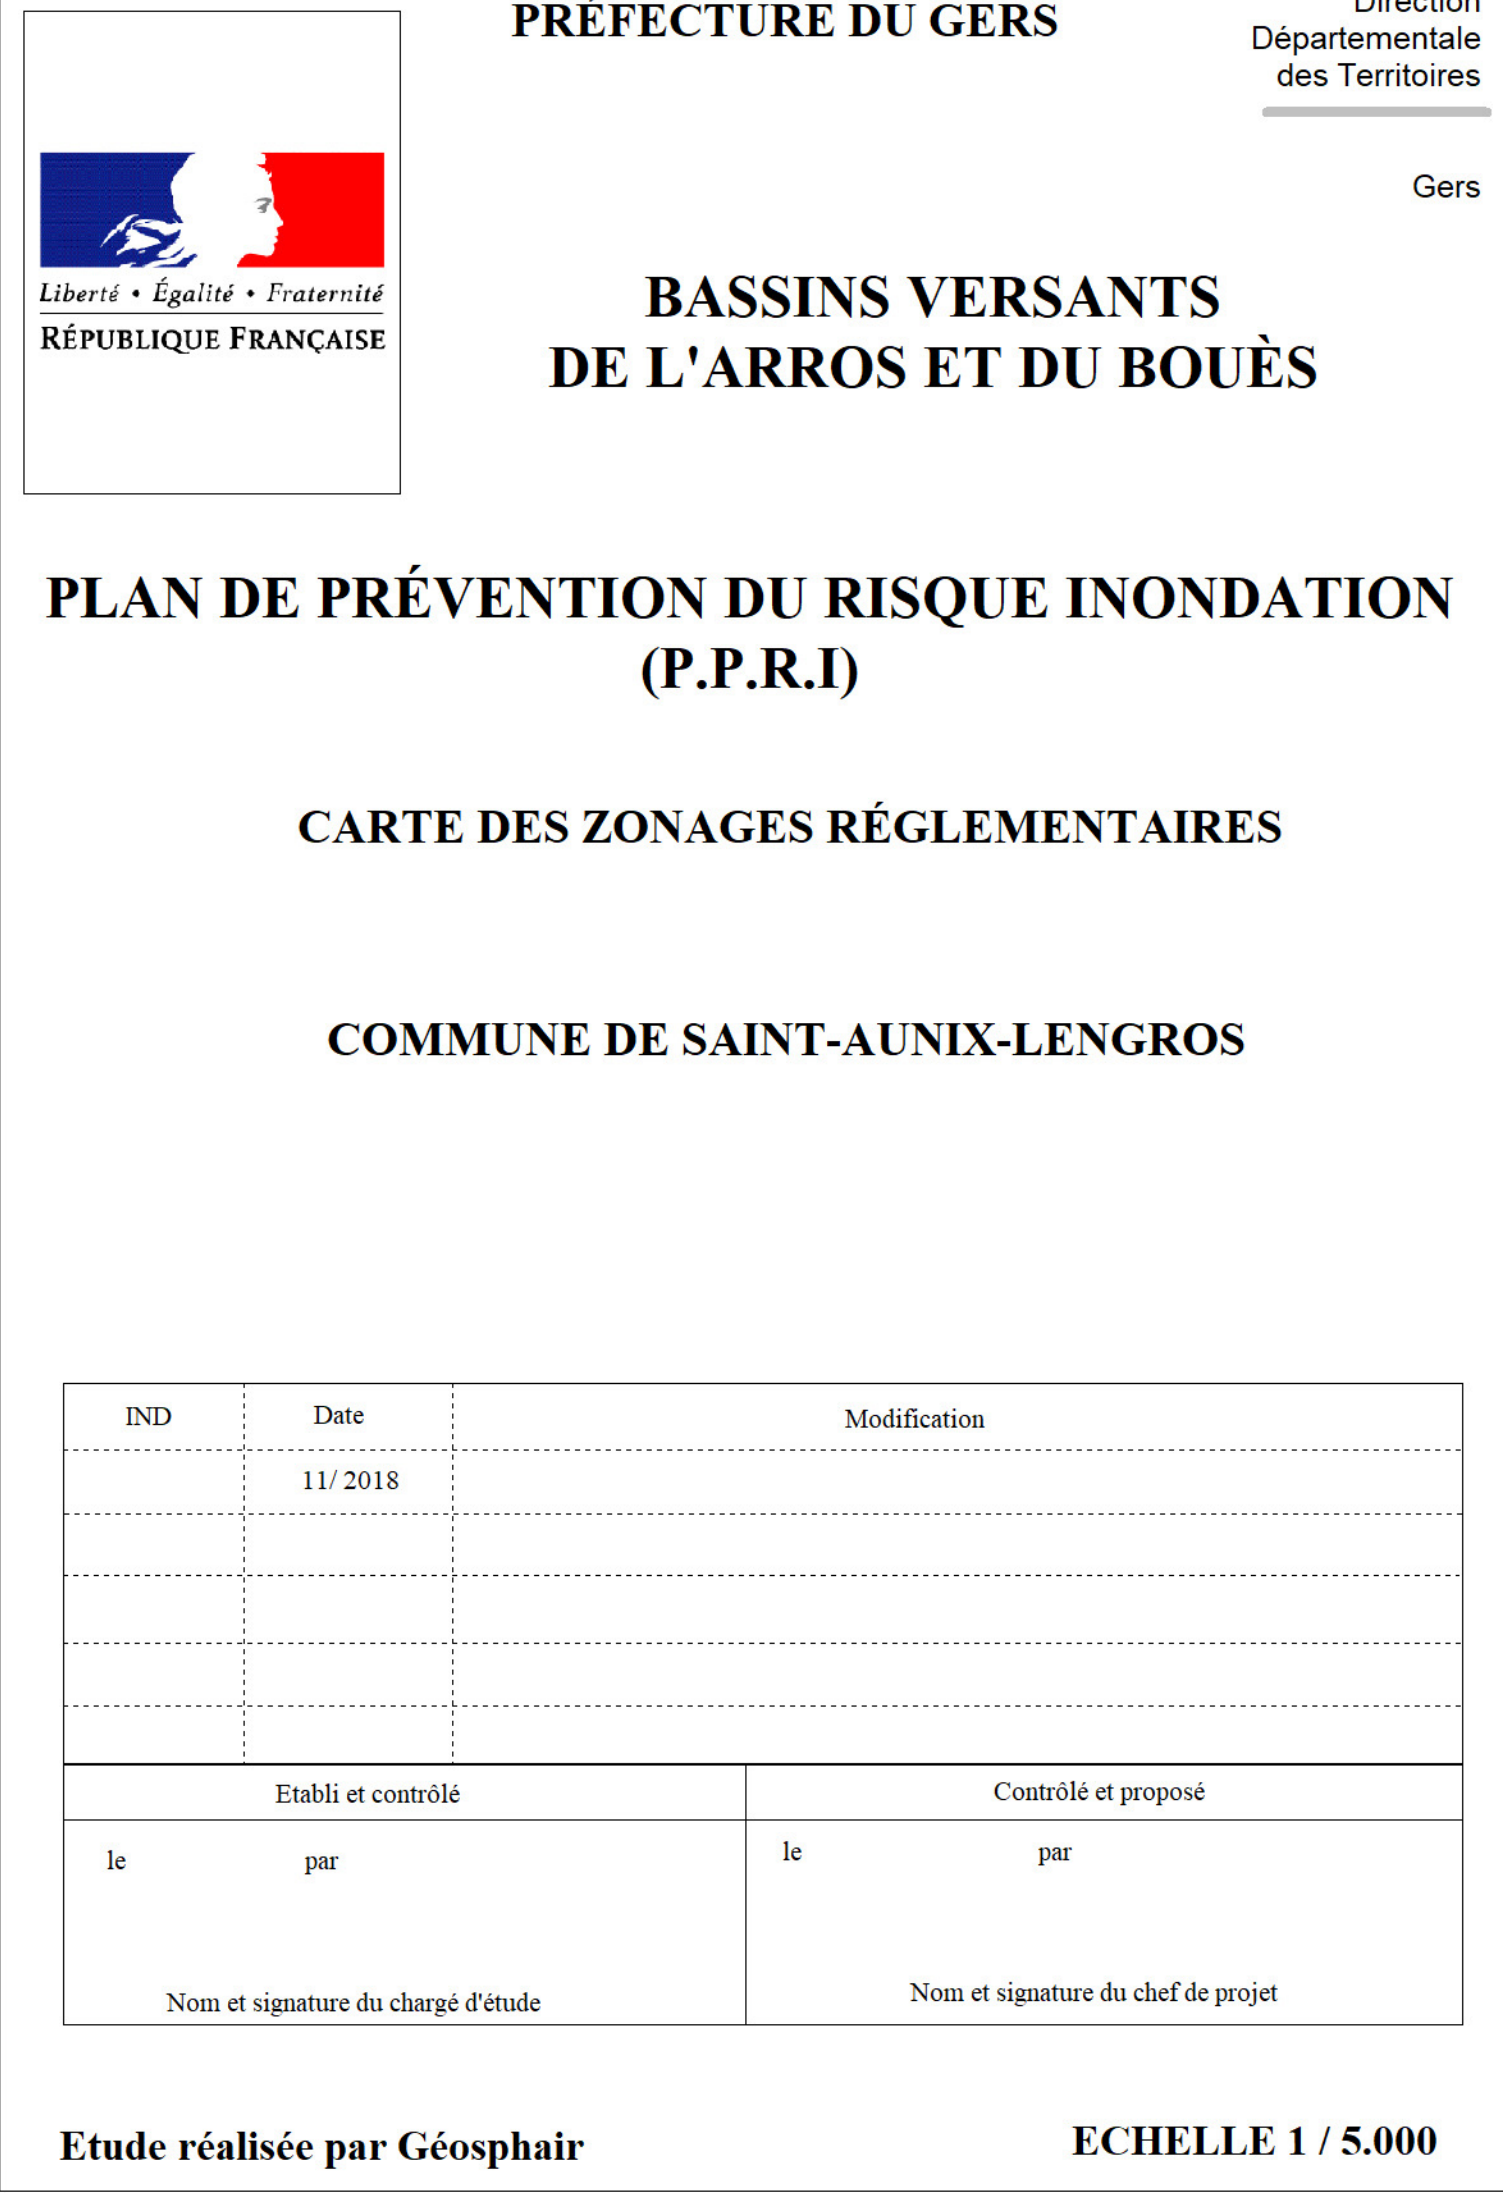 PRÉFECTURE DU GERS
Direction
Départementale
des Territoires
Gers
Liberté • Égalité • Fraternité
RÉPUBLIQUE FRANÇAISE
BASSINS VERSANTS
DE L'ARROS ET DU BOUÈS
PLAN DE PRÉVENTION DU RISQUE INONDATION
(P.P.R.I)
CARTE DES ZONAGES RÉGLEMENTAIRES
COMMUNE DE SAINT-AUNIX-LENGROS
IND Date Modification
11/ 2018
Etabli et contrôlé Contrôlé et proposé
le par le par
Nom et signature du chargé d'étude Nom et signature du chef de projet
Etude réalisée par Géosphair ECHELLE 1 / 5.000